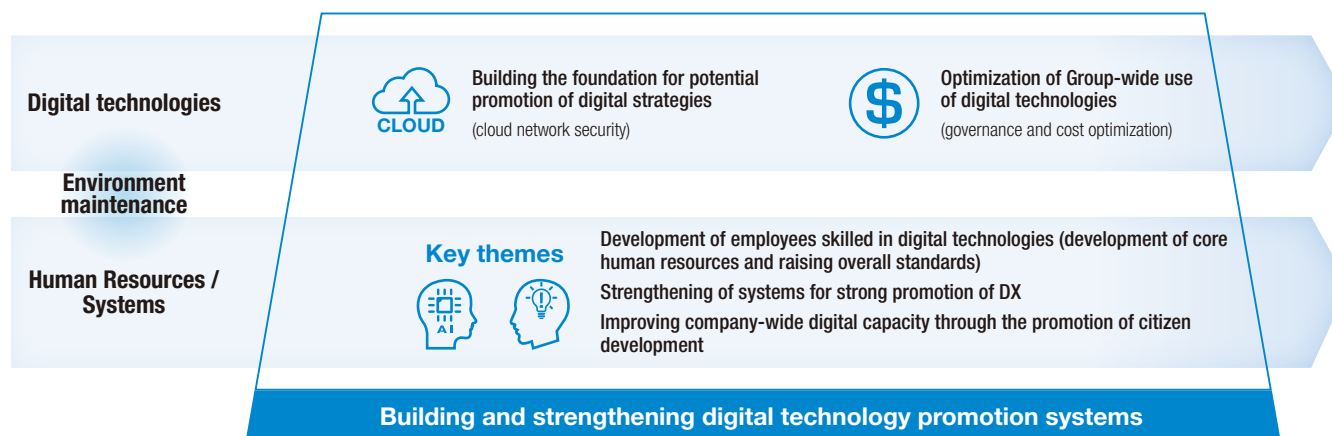 Digital technologies
CLOUD
Building the foundation for potential
promotion of digital strategies
(cloud network security)
$
Optimization of Group-wide use
of digital technologies
(governance and cost optimization)
Environment
maintenance
Human Resources /
Systems
Key themes
AI
Development of employees skilled in digital technologies (development of core
human resources and raising overall standards)
Strengthening of systems for strong promotion of DX
Improving company-wide digital capacity through the promotion of citizen
development
Building and strengthening digital technology promotion systems